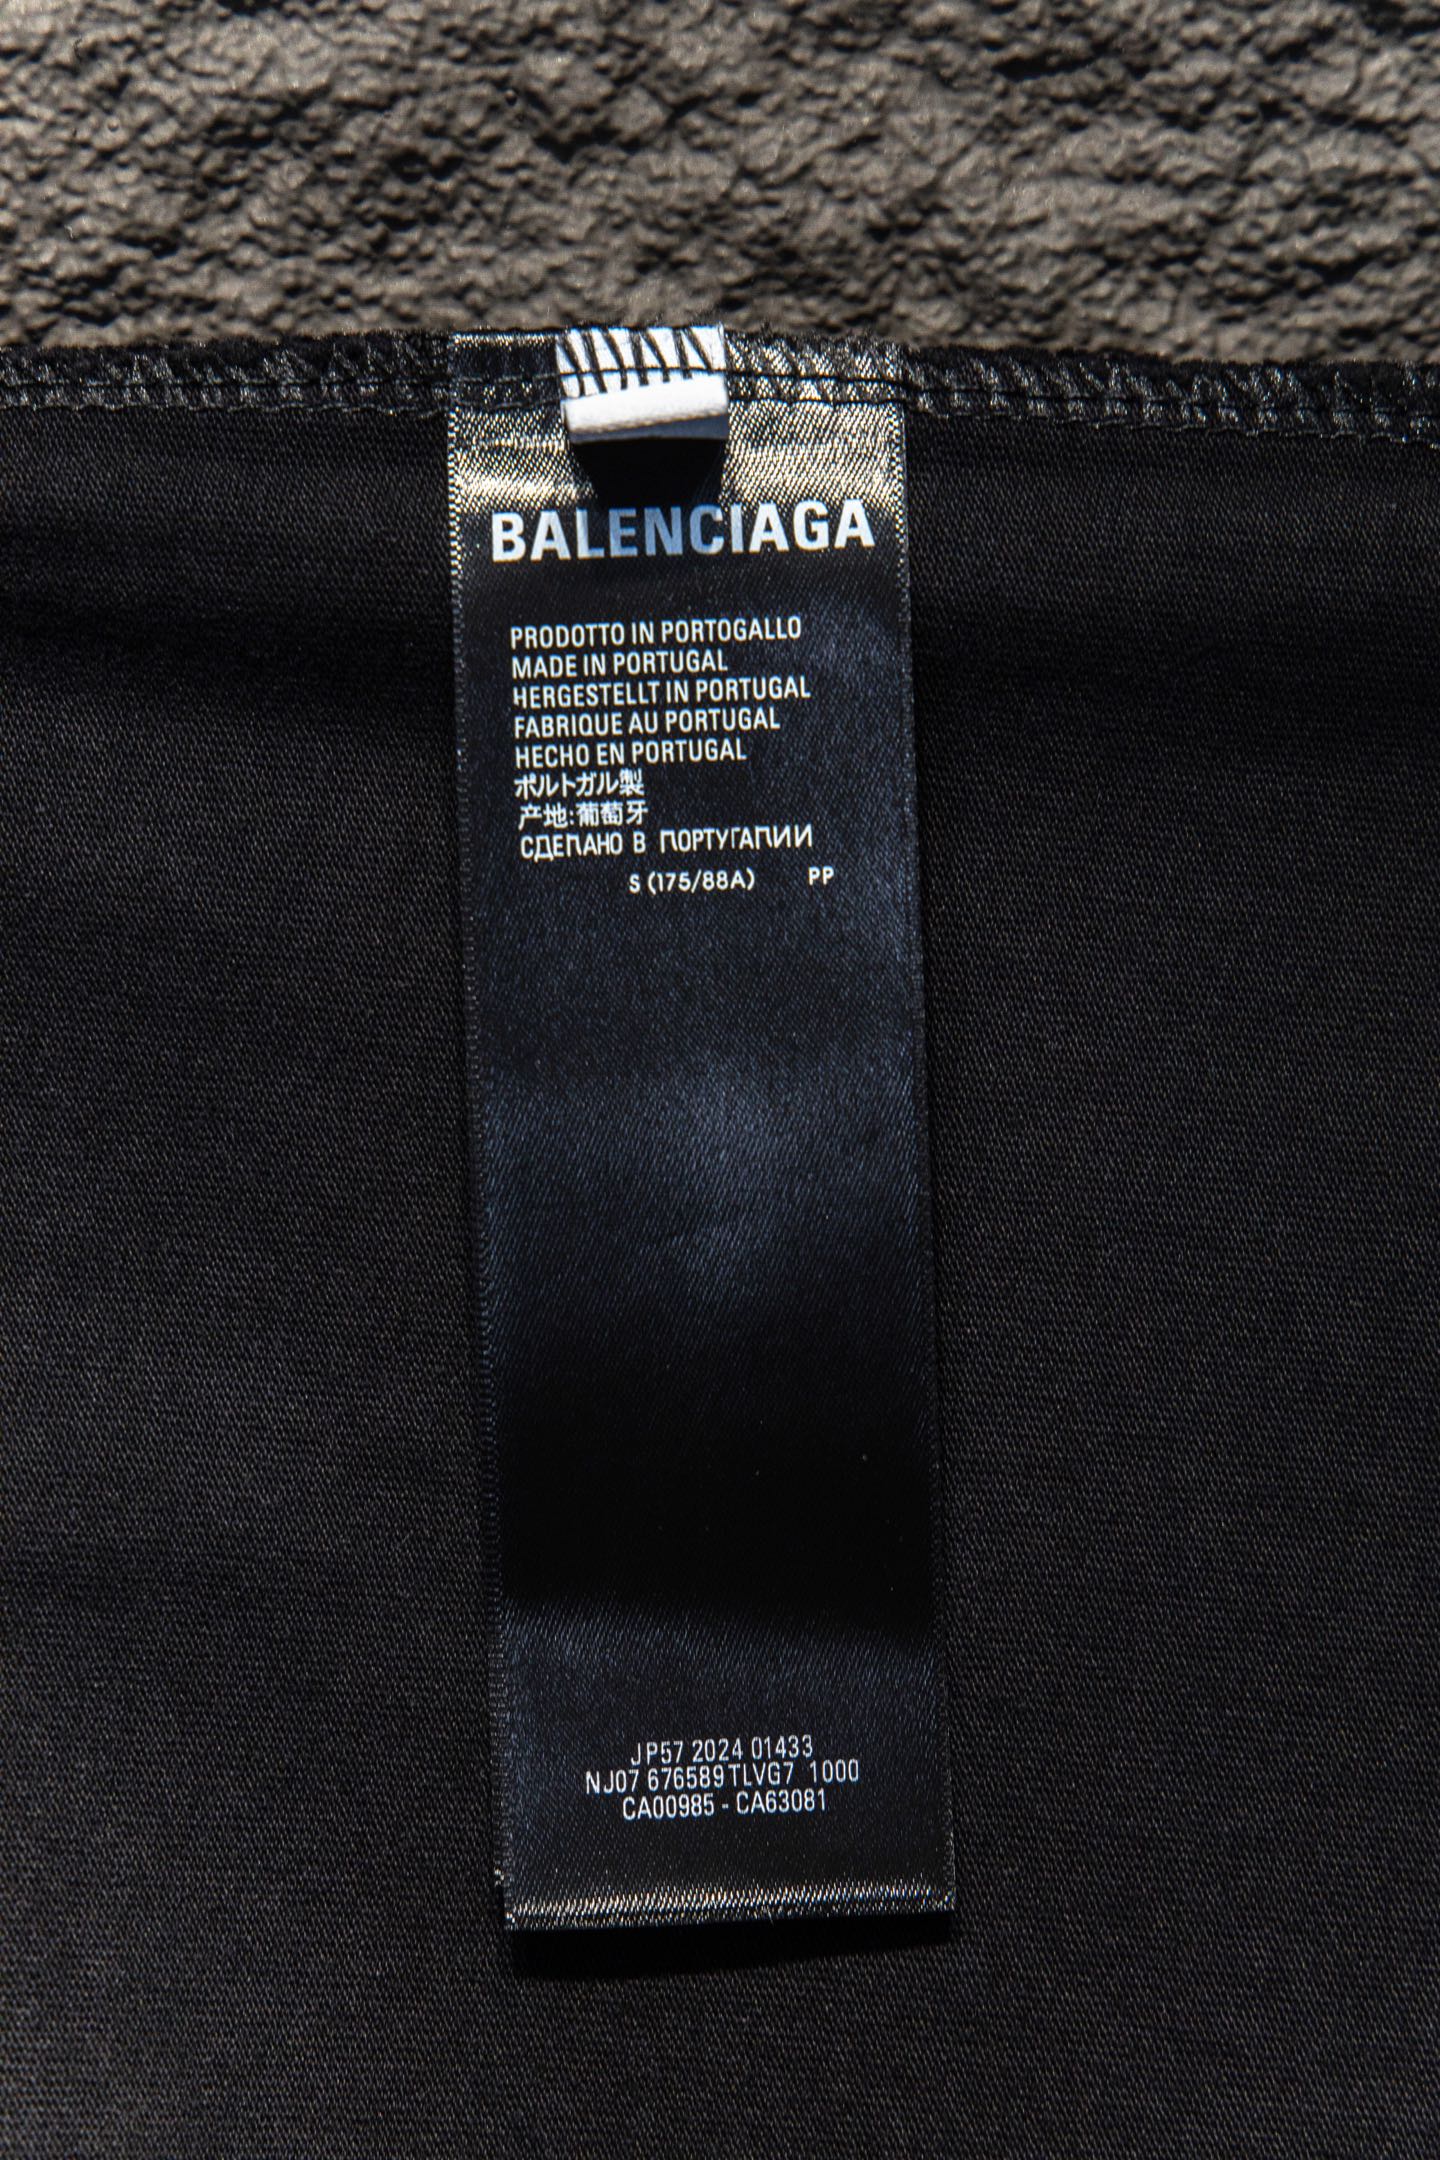 BALENCIAGA
PRODOTTO IN PORTOGALLO
MADE IN PORTUGAL
HERGESTELLT IN PORTUGAL
FABRIQUE AU PORTUGAL
HECHO EN PORTUGAL
ポルトガル製
产地:葡萄牙
СДЕПАНО В ПОРТУГАПИИ
S (175/88A) PP
JP57 2024 01433
NJ07 676589TLVG7 1000
CA00985 - CA63081